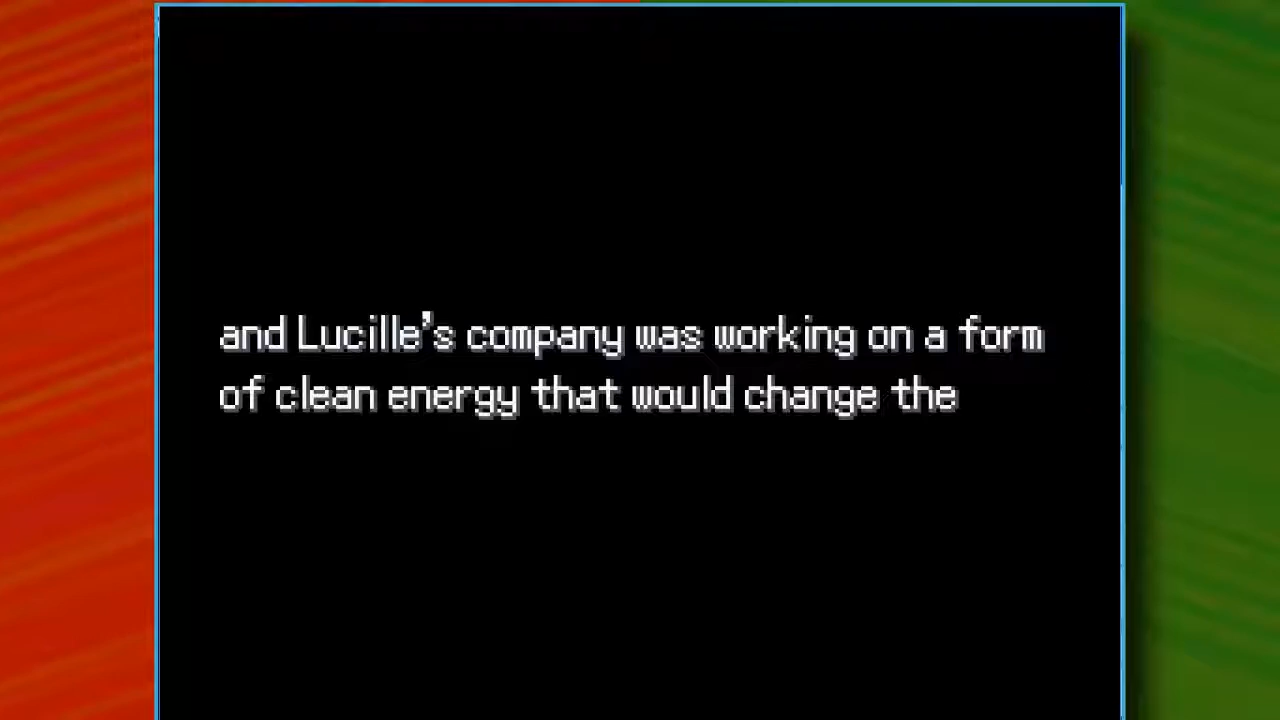 and Lucille's company was working on a form
of clean energy that would change the